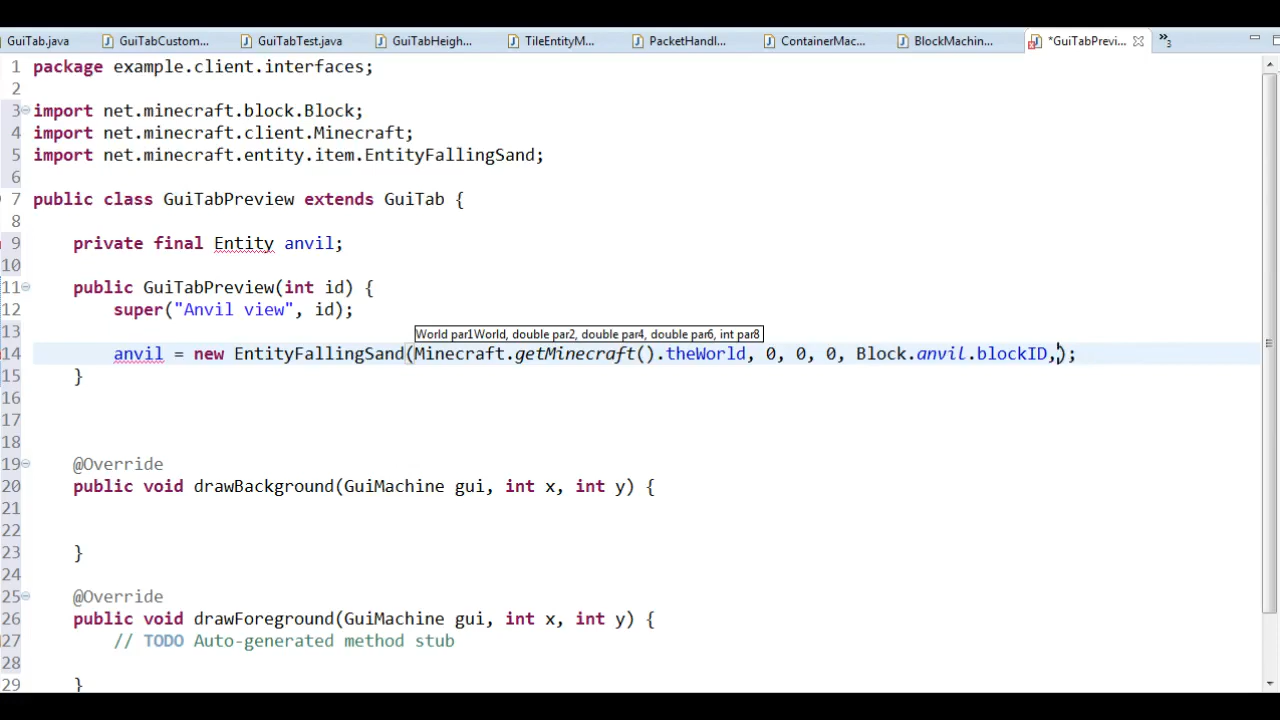 GuiTab.java GuiTabCustom... GuiTabTest.java GuiTabHeigh... TileEntityM... PacketHandl... ContainerMac... BlockMachin... *GuiTabPrevi... »3
1 package example.client.interfaces;
2
3 import net.minecraft.block.Block;
4 import net.minecraft.client.Minecraft;
5 import net.minecraft.entity.item.EntityFallingSand;
6
7 public class GuiTabPreview extends GuiTab {
8
9 private final Entity anvil;
10
11 public GuiTabPreview(int id) {
12 super("Anvil view", id);
13 World par1World, double par2, double par4, double par6, int par8
14 anvil = new EntityFallingSand(Minecraft.getMinecraft().theWorld, 0, 0, 0, Block.anvil.blockID,);
15 }
16
17
18
19 @Override
20 public void drawBackground(GuiMachine gui, int x, int y) {
21
22
23 }
24
25 @Override
26 public void drawForeground(GuiMachine gui, int x, int y) {
27 // TODO Auto-generated method stub
28
29 }